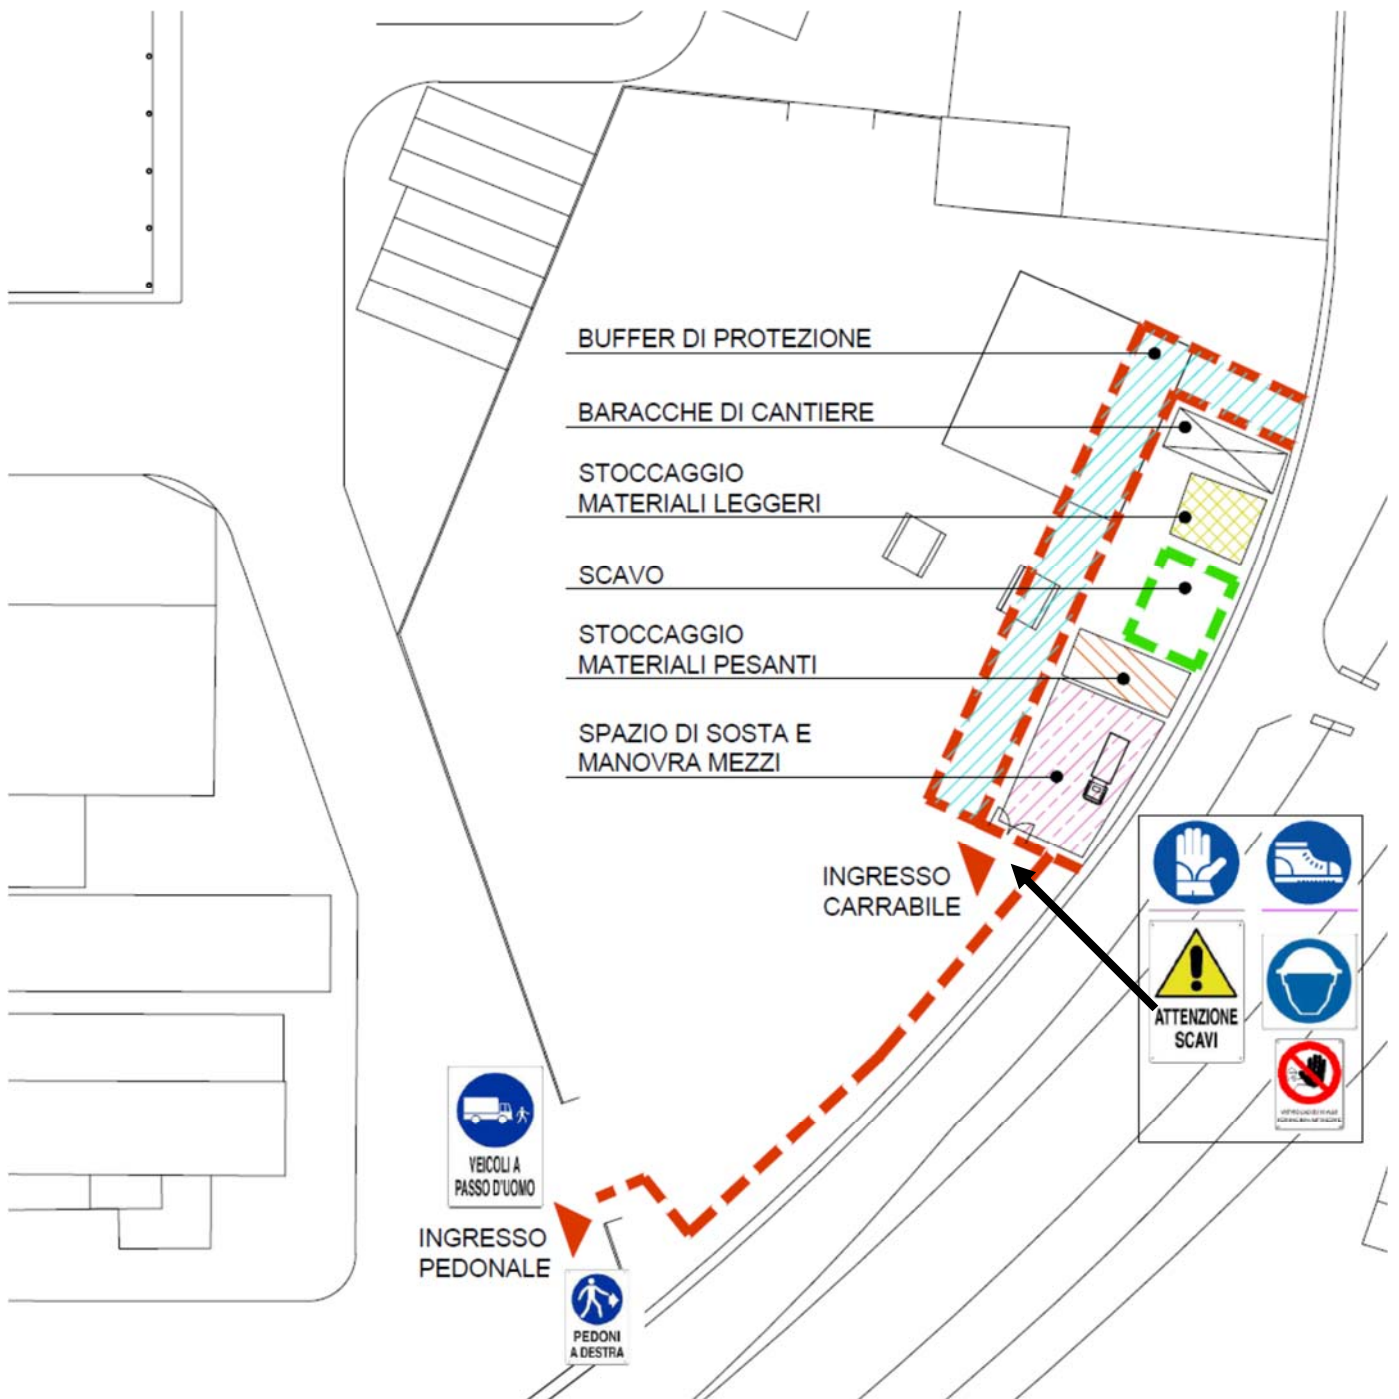 BUFFER DI PROTEZIONE
BARACCHE DI CANTIERE
STOCCAGGIO
MATERIALI LEGGERI
SCAVO
STOCCAGGIO
MATERIALI PESANTI
SPAZIO DI SOSTA E
MANOVRA MEZZI
INGRESSO
CARRABILE
ATTENZIONE
SCAVI
VEICOLI A
PASSO D'UOMO
INGRESSO
PEDONALE
PEDONI
A DESTRA